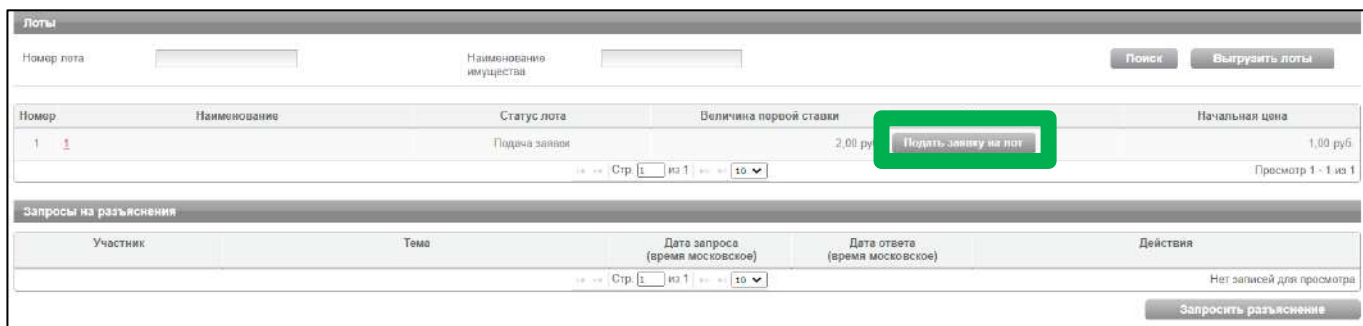 Лоты
Номер лота Наименование имущества Поиск Выгрузить лоты
Номер Наименование Статус лота Величина первой ставки Начальная цена
1 1 Подача заявок 2,00 ру Подать заявку на лот 1,00 руб.
Стр. 1 из 1 10 Просмотр 1 - 1 из 1
Запросы на разъяснения
Участник Тема Дата запроса (время московское) Дата ответа (время московское) Действия
Стр. 1 из 1 10 Нет записей для просмотра
Запросить разъяснение